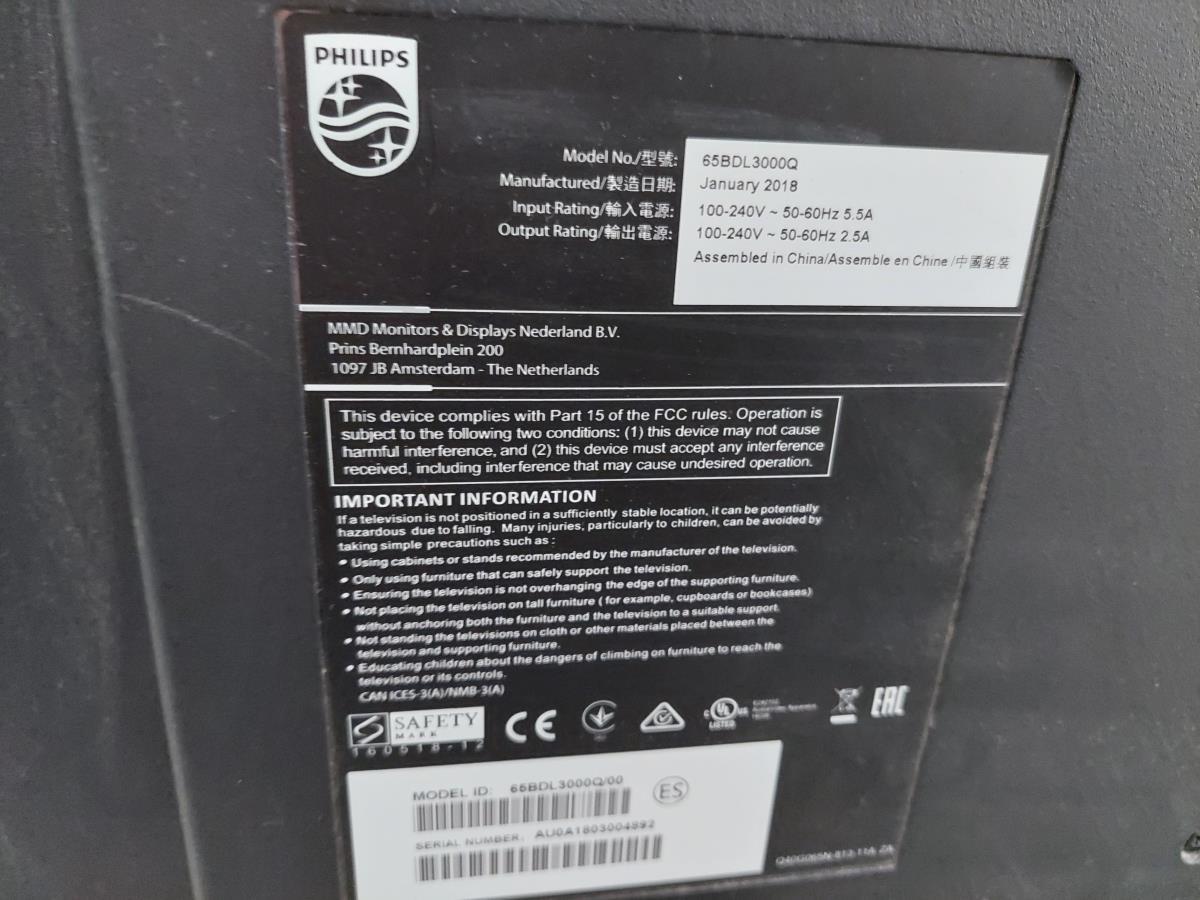 PHILIPS
Model No./型號: 65BDL3000Q
Manufactured/製造日期: January 2018
Input Rating/輸入電源: 100-240V ~ 50-60Hz 5.5A
Output Rating/輸出電源: 100-240V ~ 50-60Hz 2.5A
Assembled in China/Assemble en Chine /中國組裝
MMD Monitors & Displays Nederland B.V.
Prins Bernhardplein 200
1097 JB Amsterdam - The Netherlands
This device complies with Part 15 of the FCC rules. Operation is
subject to the following two conditions: (1) this device may not cause
harmful interference, and (2) this device must accept any interference
received, including interference that may cause undesired operation.
IMPORTANT INFORMATION
If a television is not positioned in a sufficiently stable location, it can be potentially
hazardous due to falling. Many injuries, particularly to children, can be avoided by
taking simple precautions such as :
• Using cabinets or stands recommended by the manufacturer of the television.
• Only using furniture that can safely support the television.
• Ensuring the television is not overhanging the edge of the supporting furniture.
• Not placing the television on tall furniture ( for example, cupboards or bookcases)
without anchoring both the furniture and the television to a suitable support.
• Not standing the televisions on cloth or other materials placed between the
television and supporting furniture.
• Educating children about the dangers of climbing on furniture to reach the
television or its controls.
CAN ICES-3(A)/NMB-3(A)
SAFETY
MARK
160518-12
CE
C UL US
LISTED
EAC
MODEL ID: 65BDL3000Q/00
ES
SERIAL NUMBER: AU0A1803004892
Q40G065N-813-11A ZA